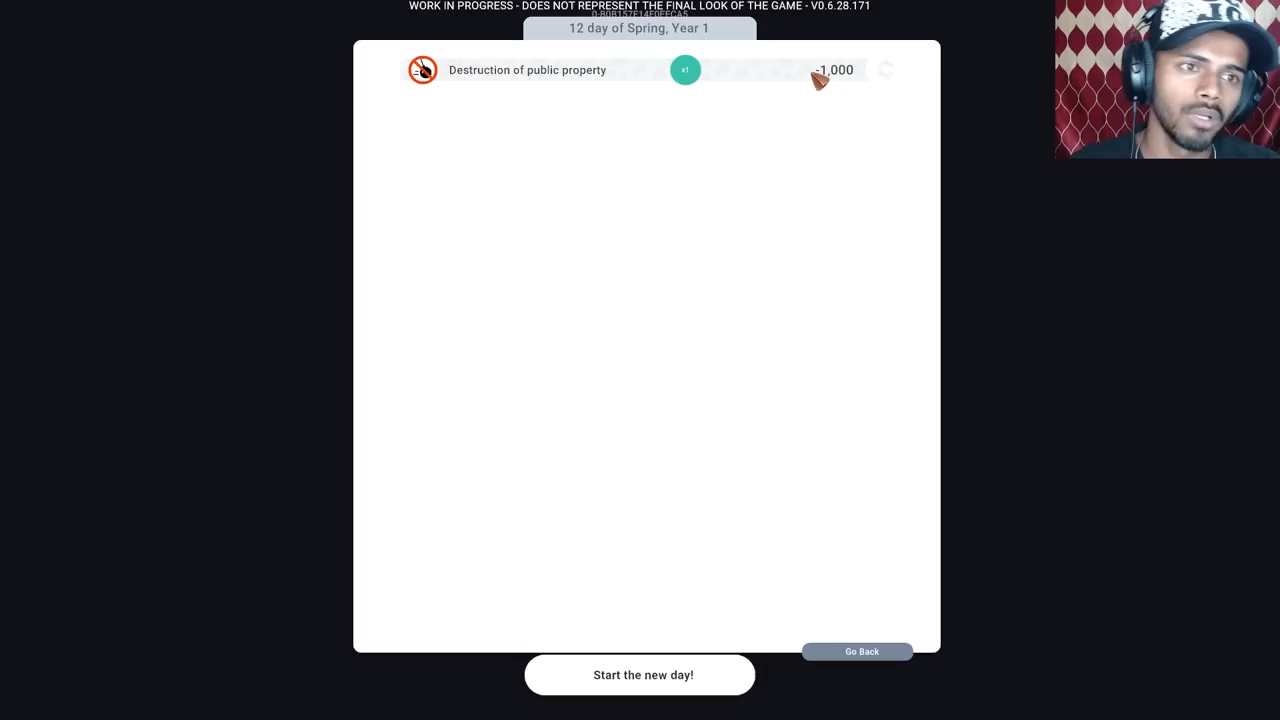 WORK IN PROGRESS - DOES NOT REPRESENT THE FINAL LOOK OF THE GAME - V0.6.28.171
12 day of Spring, Year 1
Destruction of public property x1 -1,000
Go Back
Start the new day!